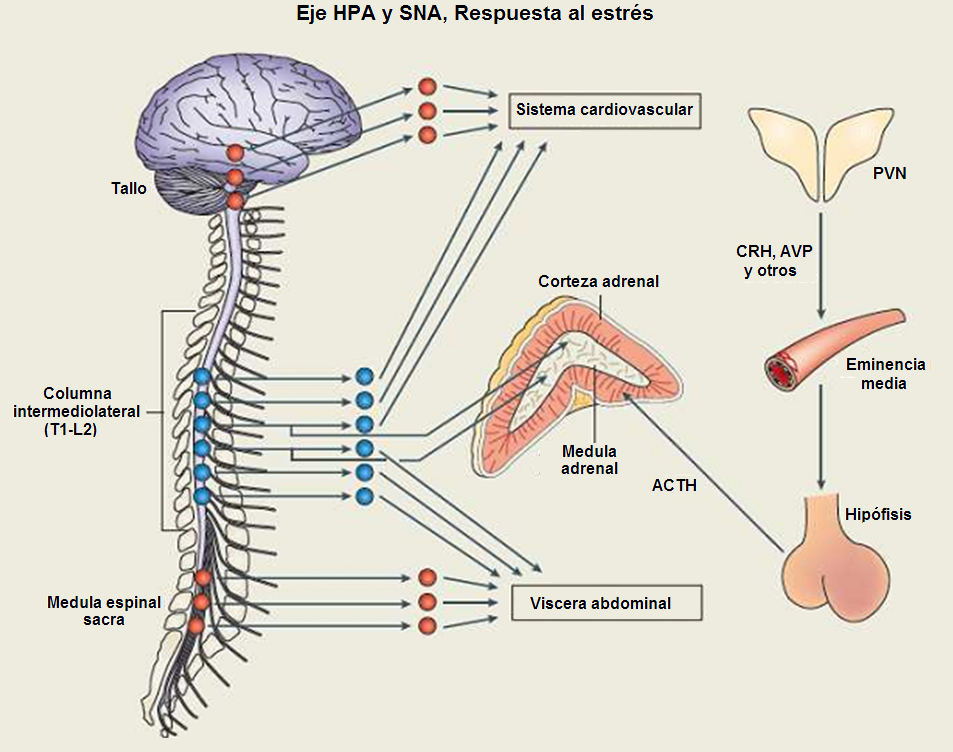 Eje HPA y SNA, Respuesta al estrés
Sistema cardiovascular
Tallo
PVN
CRH, AVP
y otros
Corteza adrenal
Eminencia
media
Columna
intermediolateral
(T1-L2)
Medula
adrenal
ACTH
Hipófisis
Medula espinal
sacra
Viscera abdominal